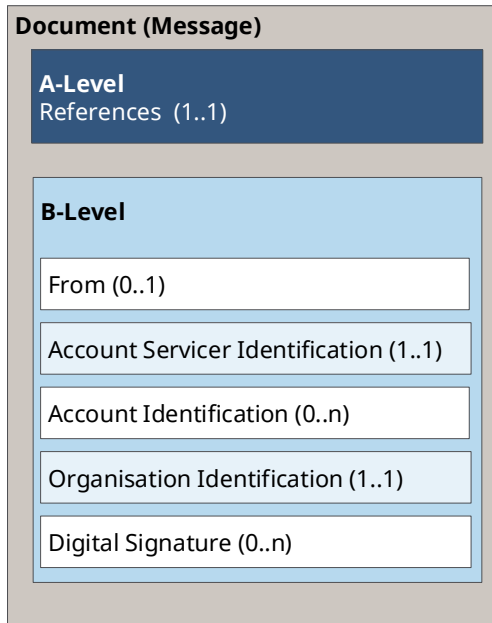 Document (Message)
A-Level
References (1..1)
B-Level
From (0..1)
Account Servicer Identification (1..1)
Account Identification (0..n)
Organisation Identification (1..1)
Digital Signature (0..n)